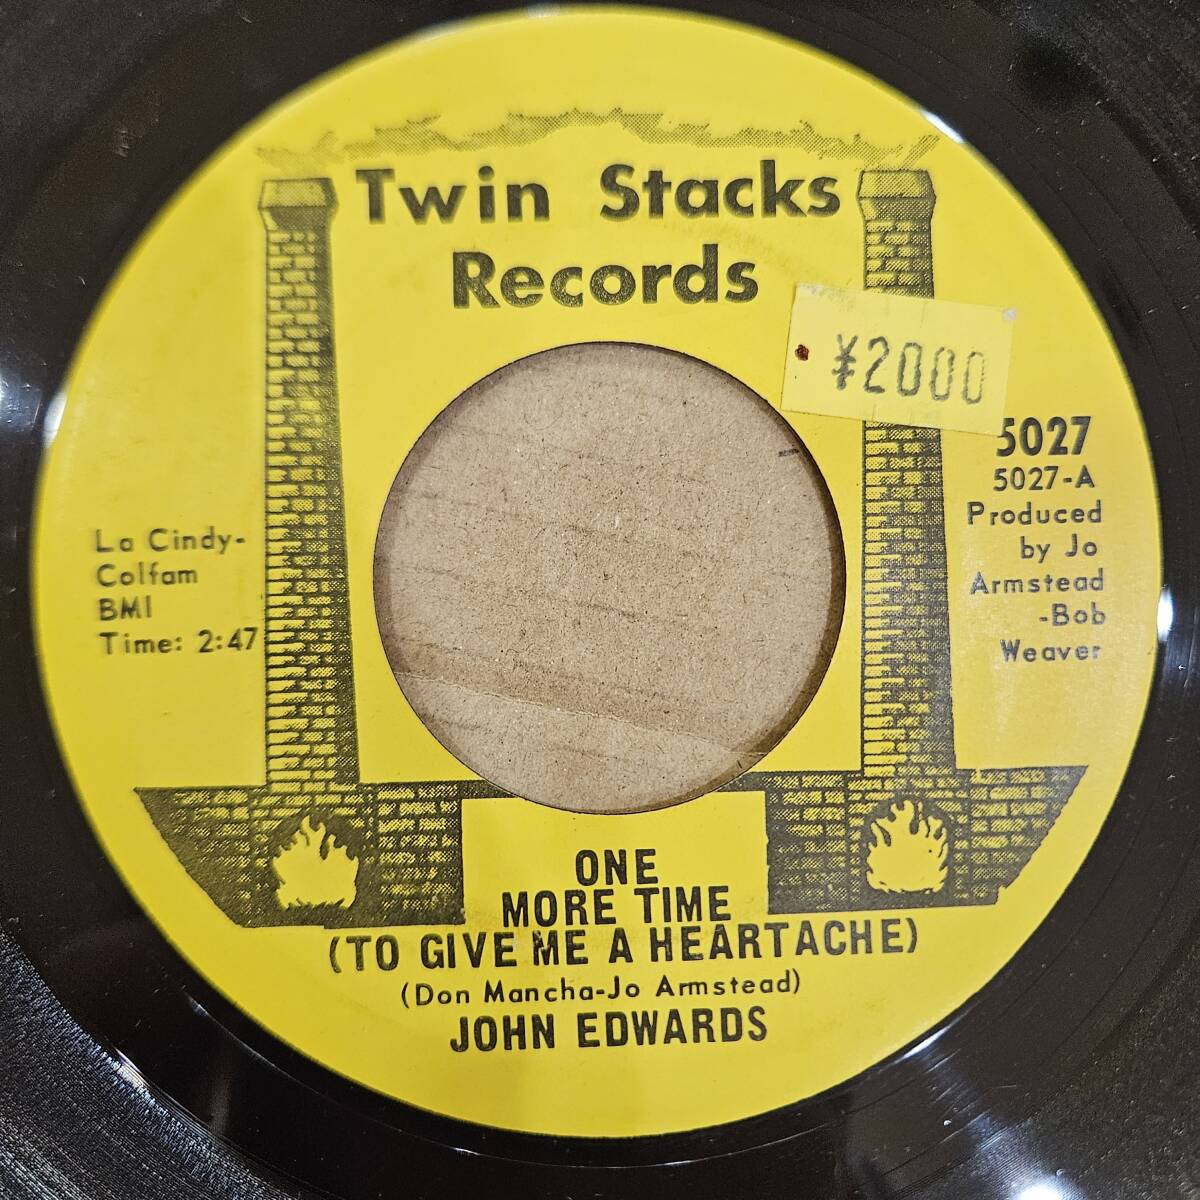 Twin Stacks
Records
¥2000
5027
5027-A
Produced
by Jo
Armstead
-Bob
Weaver
La Cindy-
Colfam
BMI
Time: 2:47
ONE
MORE TIME
(TO GIVE ME A HEARTACHE)
(Don Mancha-Jo Armstead)
JOHN EDWARDS